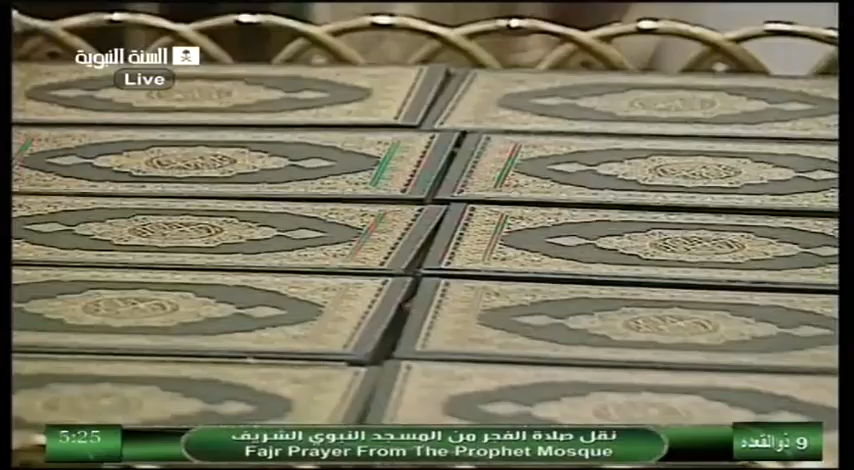 السنة النبوية
Live
5:25
نقل صلاة الفجر من المسجد النبوي الشريف
Fajr Prayer From The Prophet Mosque
9 ذوالقعده